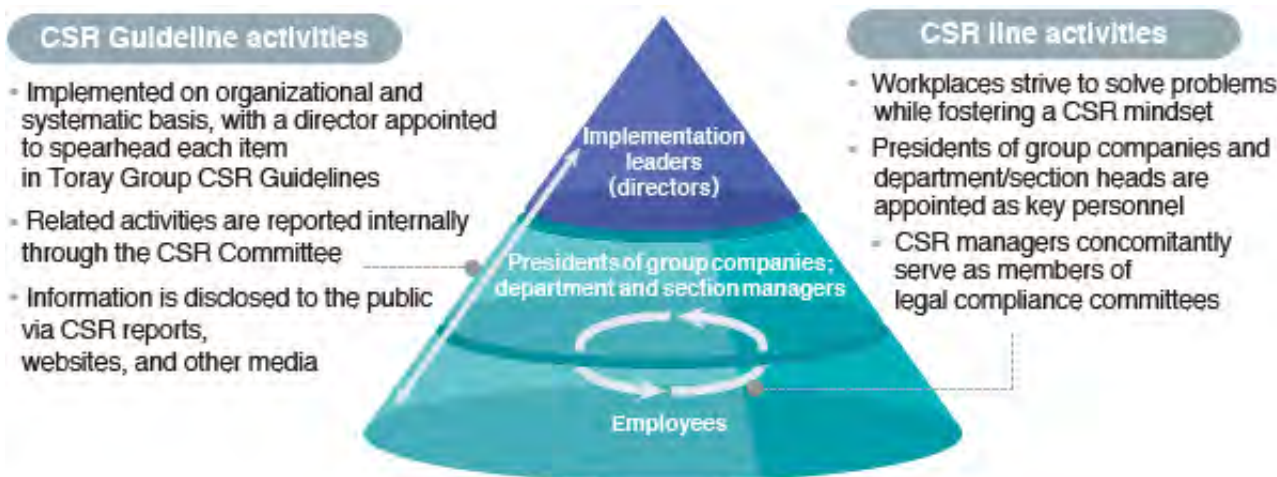 CSR Guideline activities
- Implemented on organizational and
systematic basis, with a director appointed
to spearhead each item
in Toray Group CSR Guidelines
- Related activities are reported internally
through the CSR Committee
- Information is disclosed to the public
via CSR reports,
websites, and other media
Implementation
leaders
(directors)
Presidents of group companies;
department and section managers
Employees
CSR line activities
- Workplaces strive to solve problems
while fostering a CSR mindset
- Presidents of group companies and
department/section heads are
appointed as key personnel
- CSR managers concomitantly
serve as members of
legal compliance committees